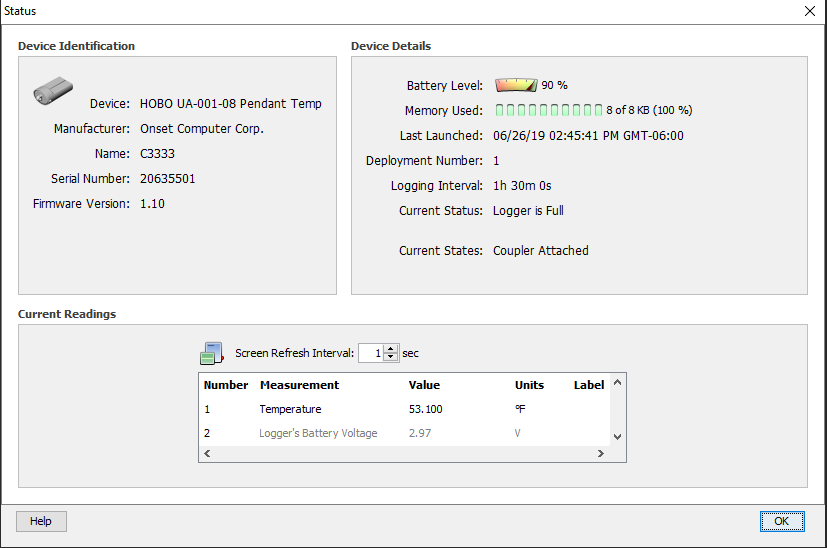 Status
Device Identification
Device: HOBO UA-001-08 Pendant Temp
Manufacturer: Onset Computer Corp.
Name: C3333
Serial Number: 20635501
Firmware Version: 1.10
Device Details
Battery Level: 90 %
Memory Used: 8 of 8 KB (100 %)
Last Launched: 06/26/19 02:45:41 PM GMT-06:00
Deployment Number: 1
Logging Interval: 1h 30m 0s
Current Status: Logger is Full
Current States: Coupler Attached
Current Readings
Screen Refresh Interval: 1 sec
Number Measurement Value Units Label
1 Temperature 53.100 °F
2 Logger's Battery Voltage 2.97 V
Help OK